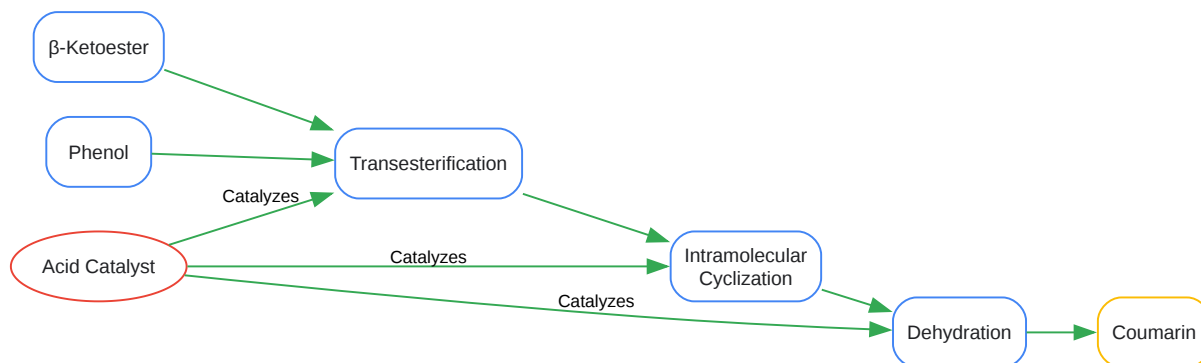 β-Ketoester
Phenol
Transesterification
Catalyzes
Acid Catalyst
Catalyzes
Intramolecular
Cyclization
Catalyzes
Dehydration
Coumarin